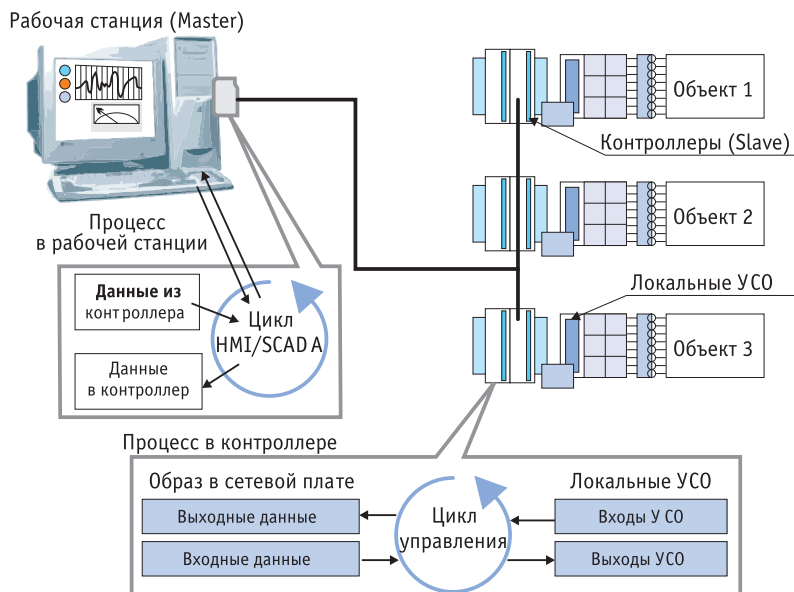 Рабочая станция (Master)
Объект 1
Контроллеры (Slave)
Объект 2
Процесс
в рабочей станции
Локальные УСО
Данные из
контроллера
Цикл
HMI/SCAD A
Данные
в контроллер
Объект 3
Процесс в контроллере
Образ в сетевой плате
Локальные УСО
Выходные данные
Цикл
управления
Входы У СО
Входные данные
Выходы УСО